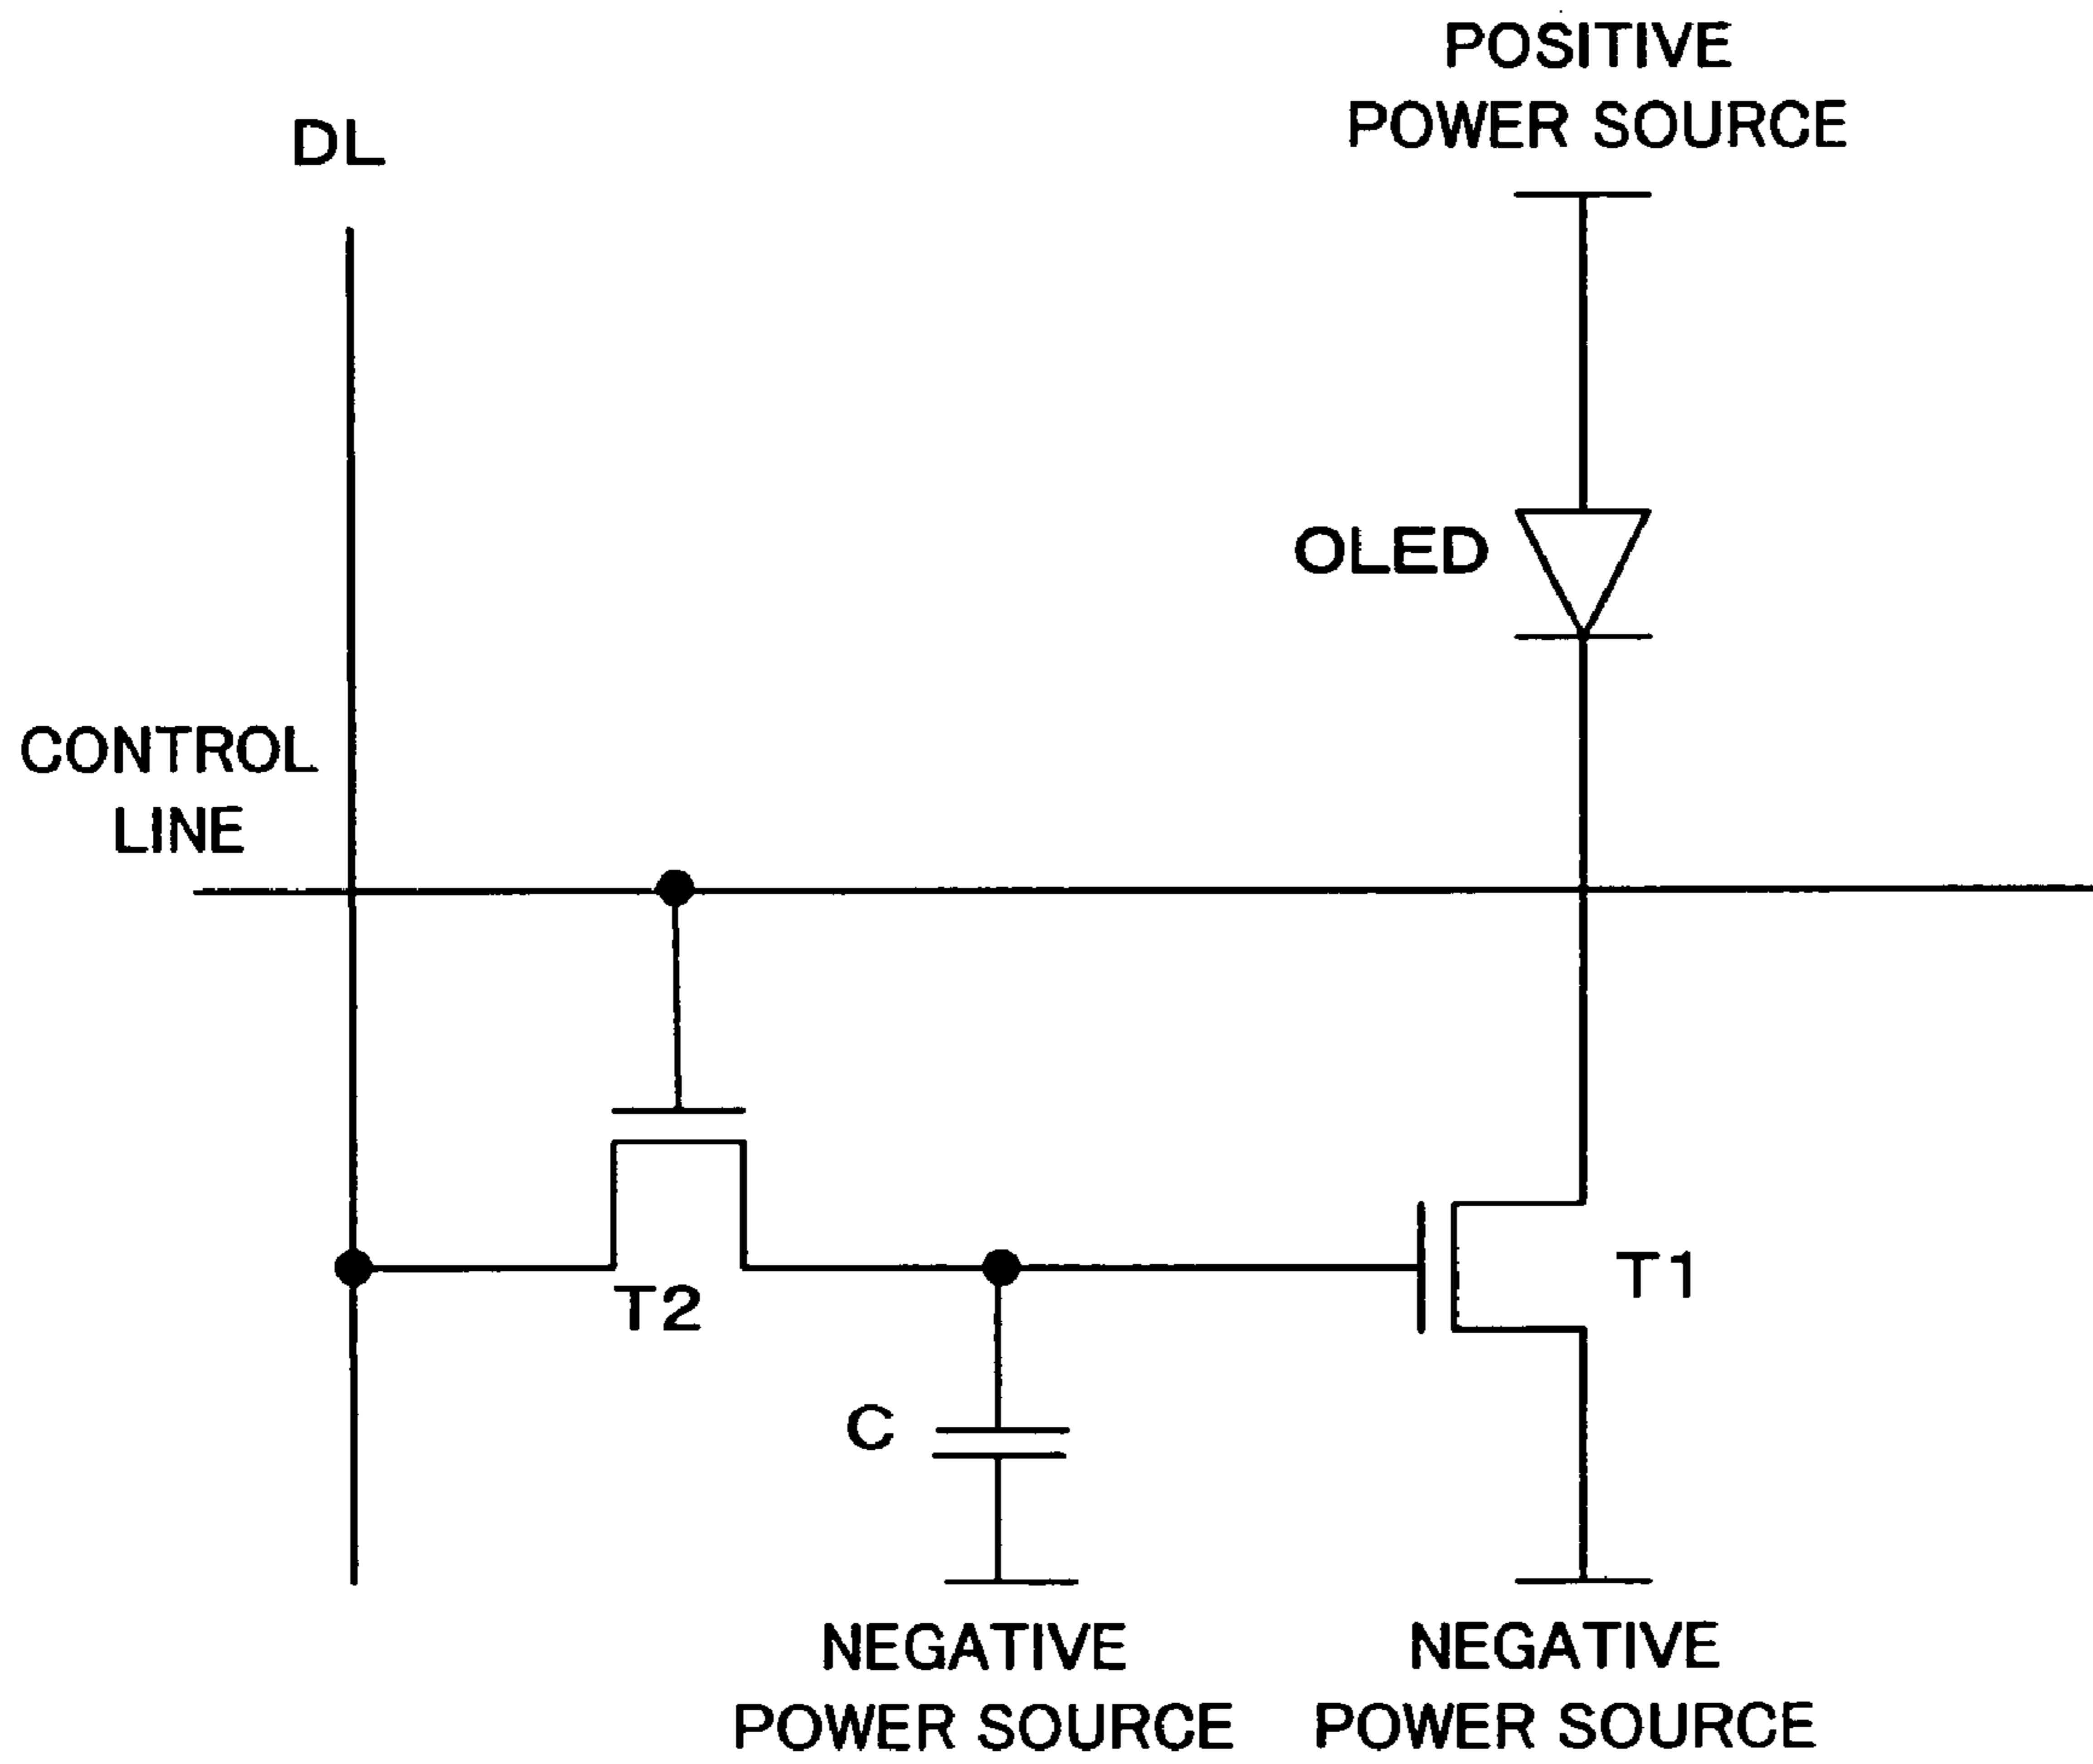 POSITIVE
POWER SOURCE
DL
OLED
CONTROL
LINE
T1
T2
C
NEGATIVE
POWER SOURCE
NEGATIVE
POWER SOURCE